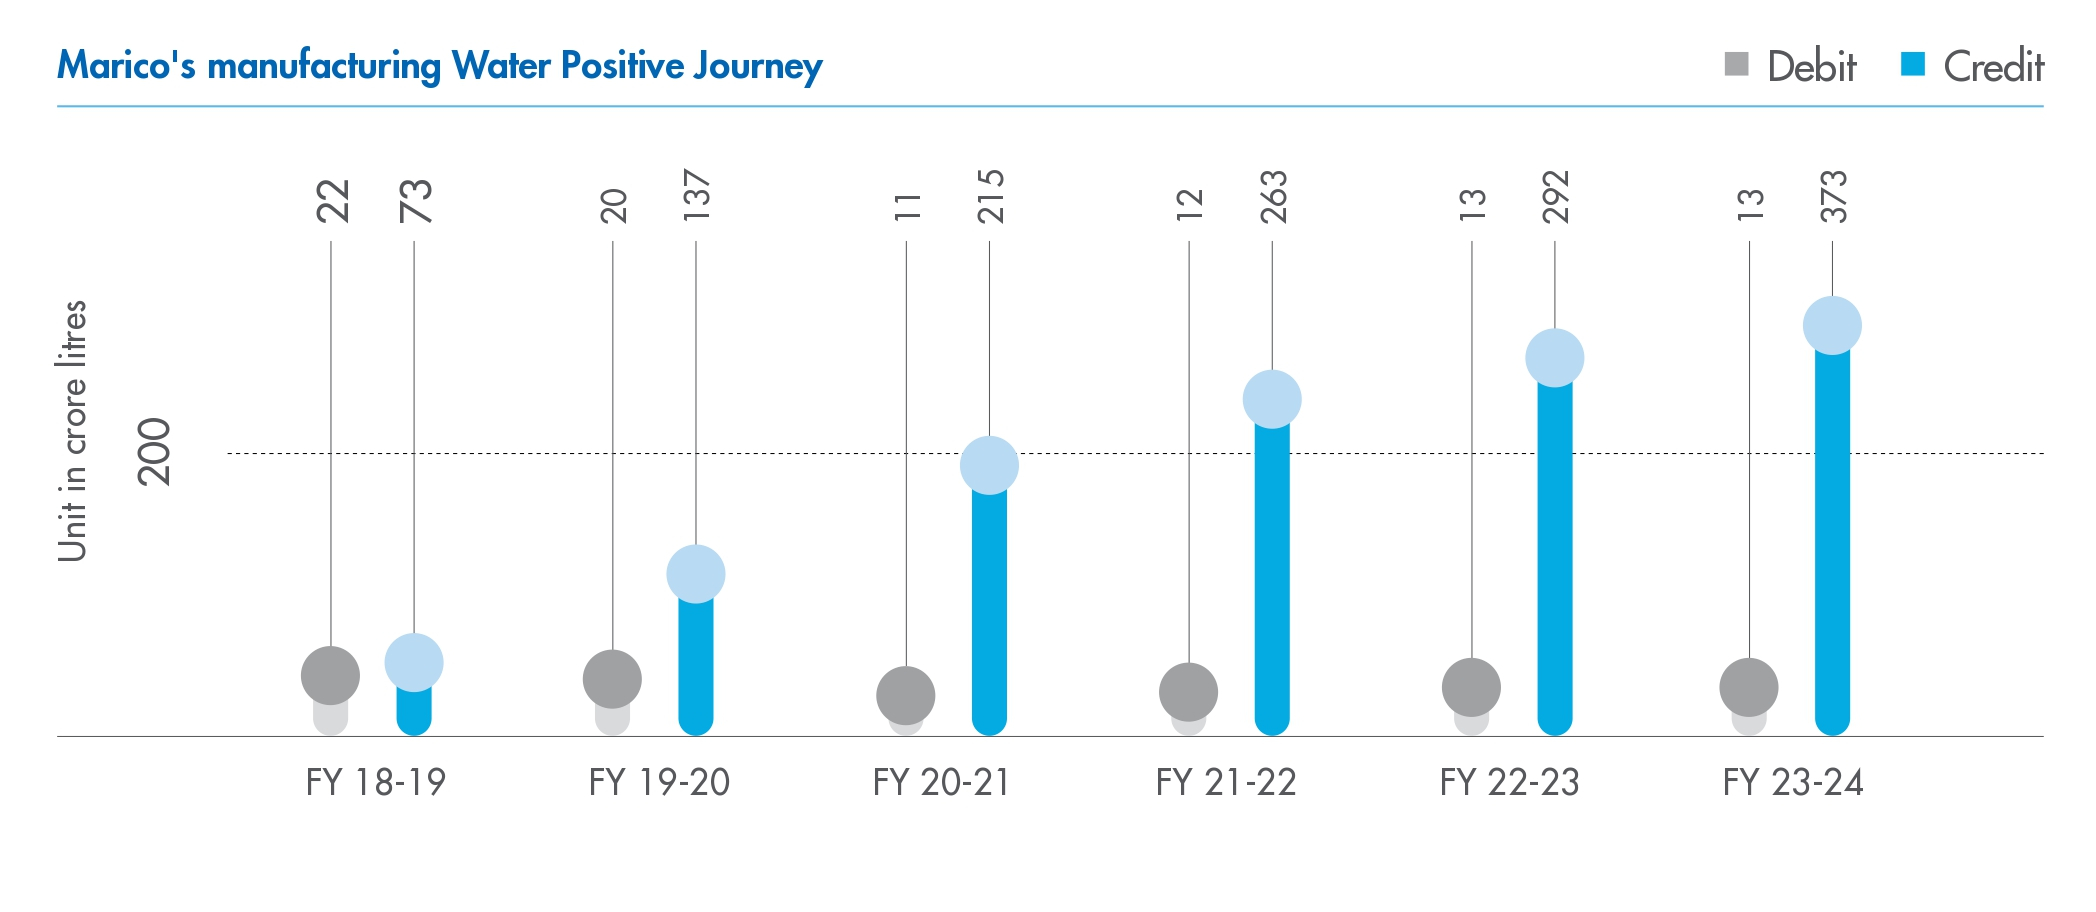 Marico's manufacturing Water Positive Journey
Debit
Credit
22
73
20
137
11
215
12
263
13
292
13
373
Unit in crore litres
200
FY 18-19
FY 19-20
FY 20-21
FY 21-22
FY 22-23
FY 23-24